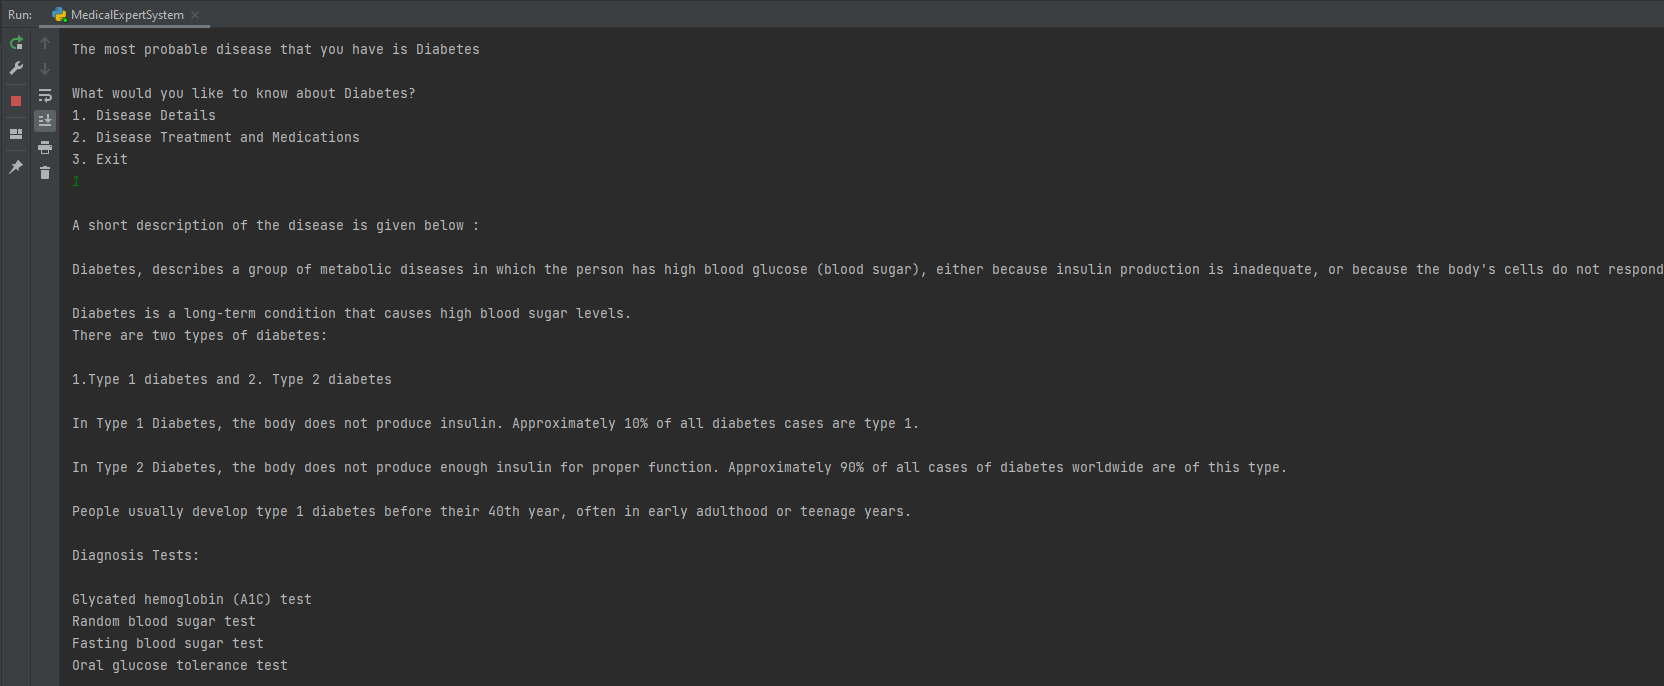 Run: MedicalExpertSystem
The most probable disease that you have is Diabetes
What would you like to know about Diabetes?
1. Disease Details
2. Disease Treatment and Medications
3. Exit
1
A short description of the disease is given below :
Diabetes, describes a group of metabolic diseases in which the person has high blood glucose (blood sugar), either because insulin production is inadequate, or because the body's cells do not respond
Diabetes is a long-term condition that causes high blood sugar levels.
There are two types of diabetes:
1.Type 1 diabetes and 2. Type 2 diabetes
In Type 1 Diabetes, the body does not produce insulin. Approximately 10% of all diabetes cases are type 1.
In Type 2 Diabetes, the body does not produce enough insulin for proper function. Approximately 90% of all cases of diabetes worldwide are of this type.
People usually develop type 1 diabetes before their 40th year, often in early adulthood or teenage years.
Diagnosis Tests:
Glycated hemoglobin (A1C) test
Random blood sugar test
Fasting blood sugar test
Oral glucose tolerance test